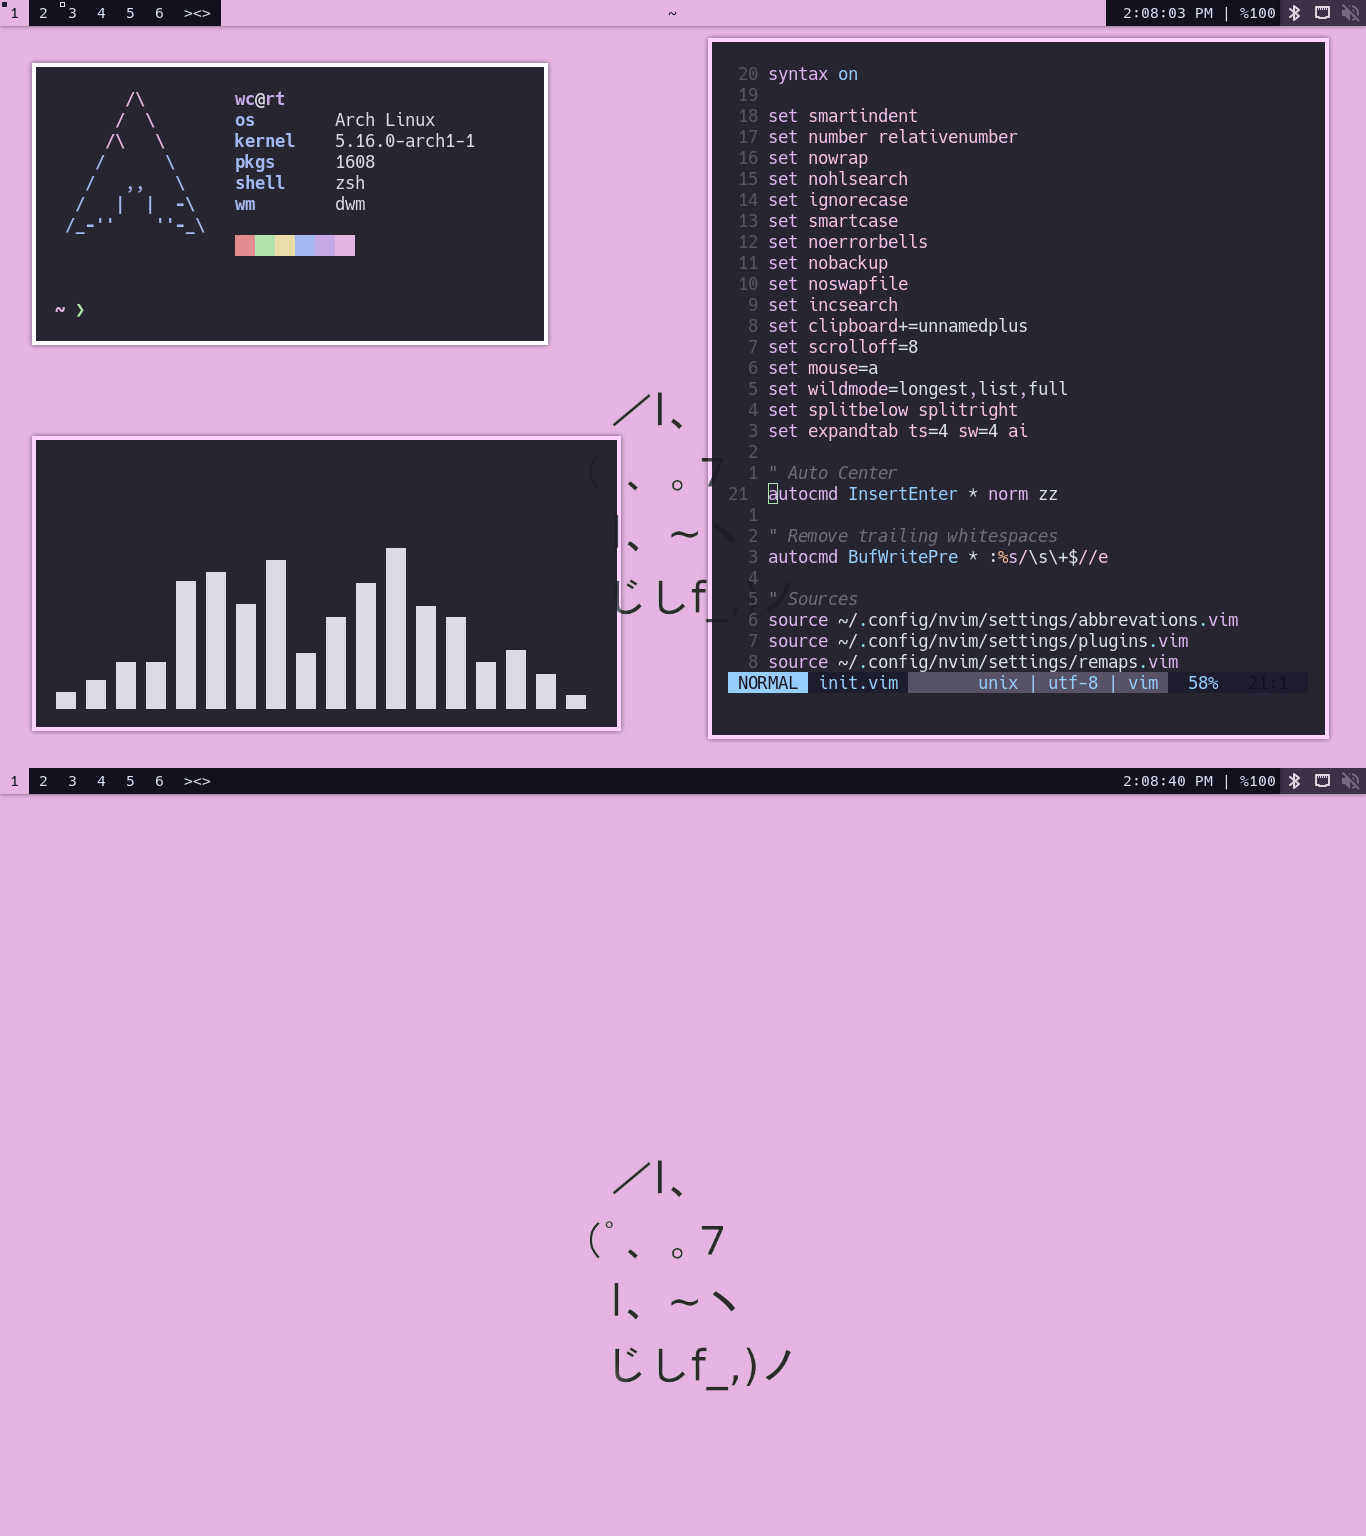 1 2 3 4 5 6 ><> ~ 2:08:03 PM | %100
/\
/ \
/\ \
/ \
/ ,, \
/ | | -\
/_-'' ''-_\
wc@rt
os Arch Linux
kernel 5.16.0-arch1-1
pkgs 1608
shell zsh
wm dwm
~ ❯
20 syntax on
19
18 set smartindent
17 set number relativenumber
16 set nowrap
15 set nohlsearch
14 set ignorecase
13 set smartcase
12 set noerrorbells
11 set nobackup
10 set noswapfile
9 set incsearch
8 set clipboard+=unnamedplus
7 set scrolloff=8
6 set mouse=a
5 set wildmode=longest,list,full
4 set splitbelow splitright
3 set expandtab ts=4 sw=4 ai
2
1 " Auto Center
21 autocmd InsertEnter * norm zz
1
2 " Remove trailing whitespaces
3 autocmd BufWritePre * :%s/\s\+$//e
4
5 " Sources
6 source ~/.config/nvim/settings/abbrevations.vim
7 source ~/.config/nvim/settings/plugins.vim
8 source ~/.config/nvim/settings/remaps.vim
NORMAL init.vim unix | utf-8 | vim 58% 21:1
／l、
（ﾟ、 。７
l、 ~ヽ
じしf_,)ノ
1 2 3 4 5 6 ><> 2:08:40 PM | %100
／l、
（ﾟ、 。７
l、 ~ヽ
じしf_,)ノ